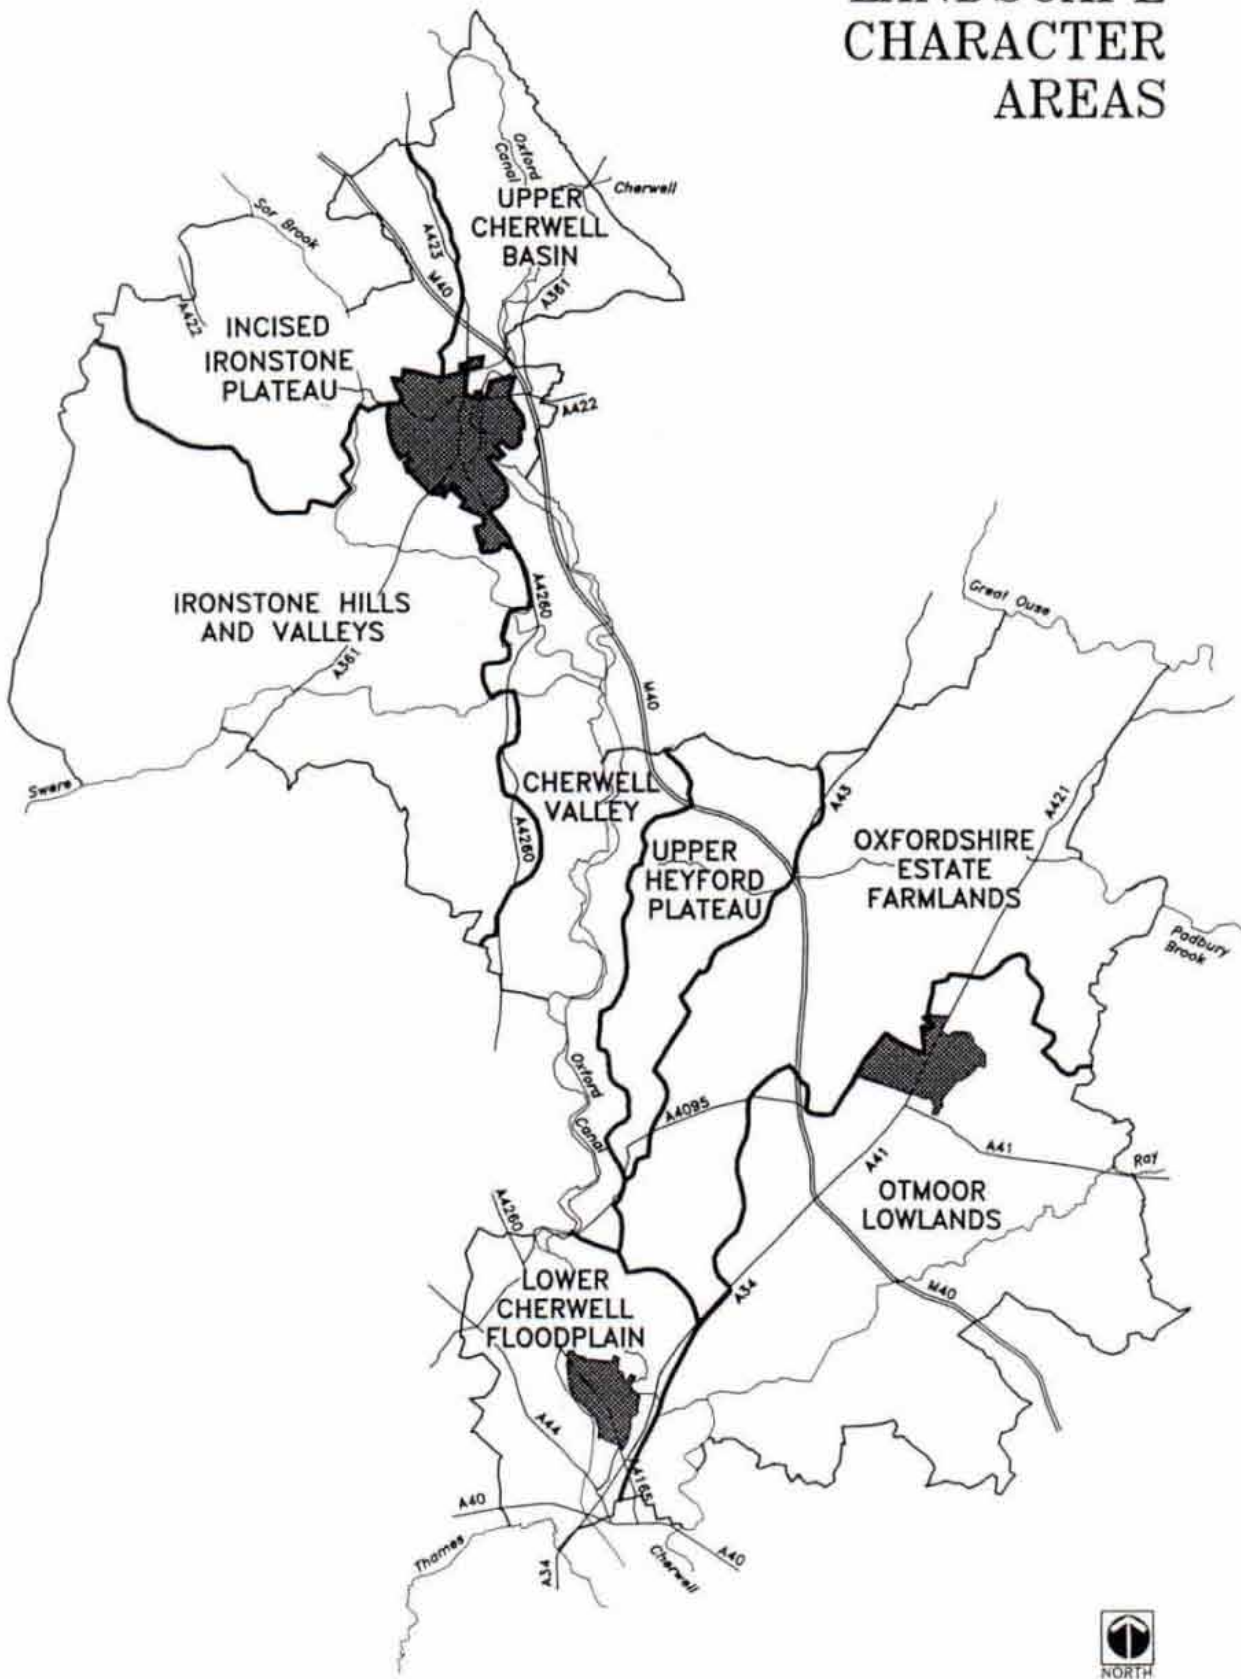 LANDSCAPE
CHARACTER
AREAS
Oxford
Canal
Cherwell
UPPER
CHERWELL
BASIN
Sor Brook
A423
M40
A361
A422
INCISED
IRONSTONE
PLATEAU
A422
IRONSTONE HILLS
AND VALLEYS
A4260
A361
Great Ouse
M40
Swere
CHERWELL
VALLEY
A4260
A43
A421
UPPER
HEYFORD
PLATEAU
OXFORDSHIRE
ESTATE
FARMLANDS
Padbury
Brook
Oxford
Canal
A4095
A41
A41
Ray
OTMOOR
LOWLANDS
A4260
LOWER
CHERWELL
FLOODPLAIN
A34
M40
A44
A4165
A40
Thames
A34
Cherwell
A40
NORTH